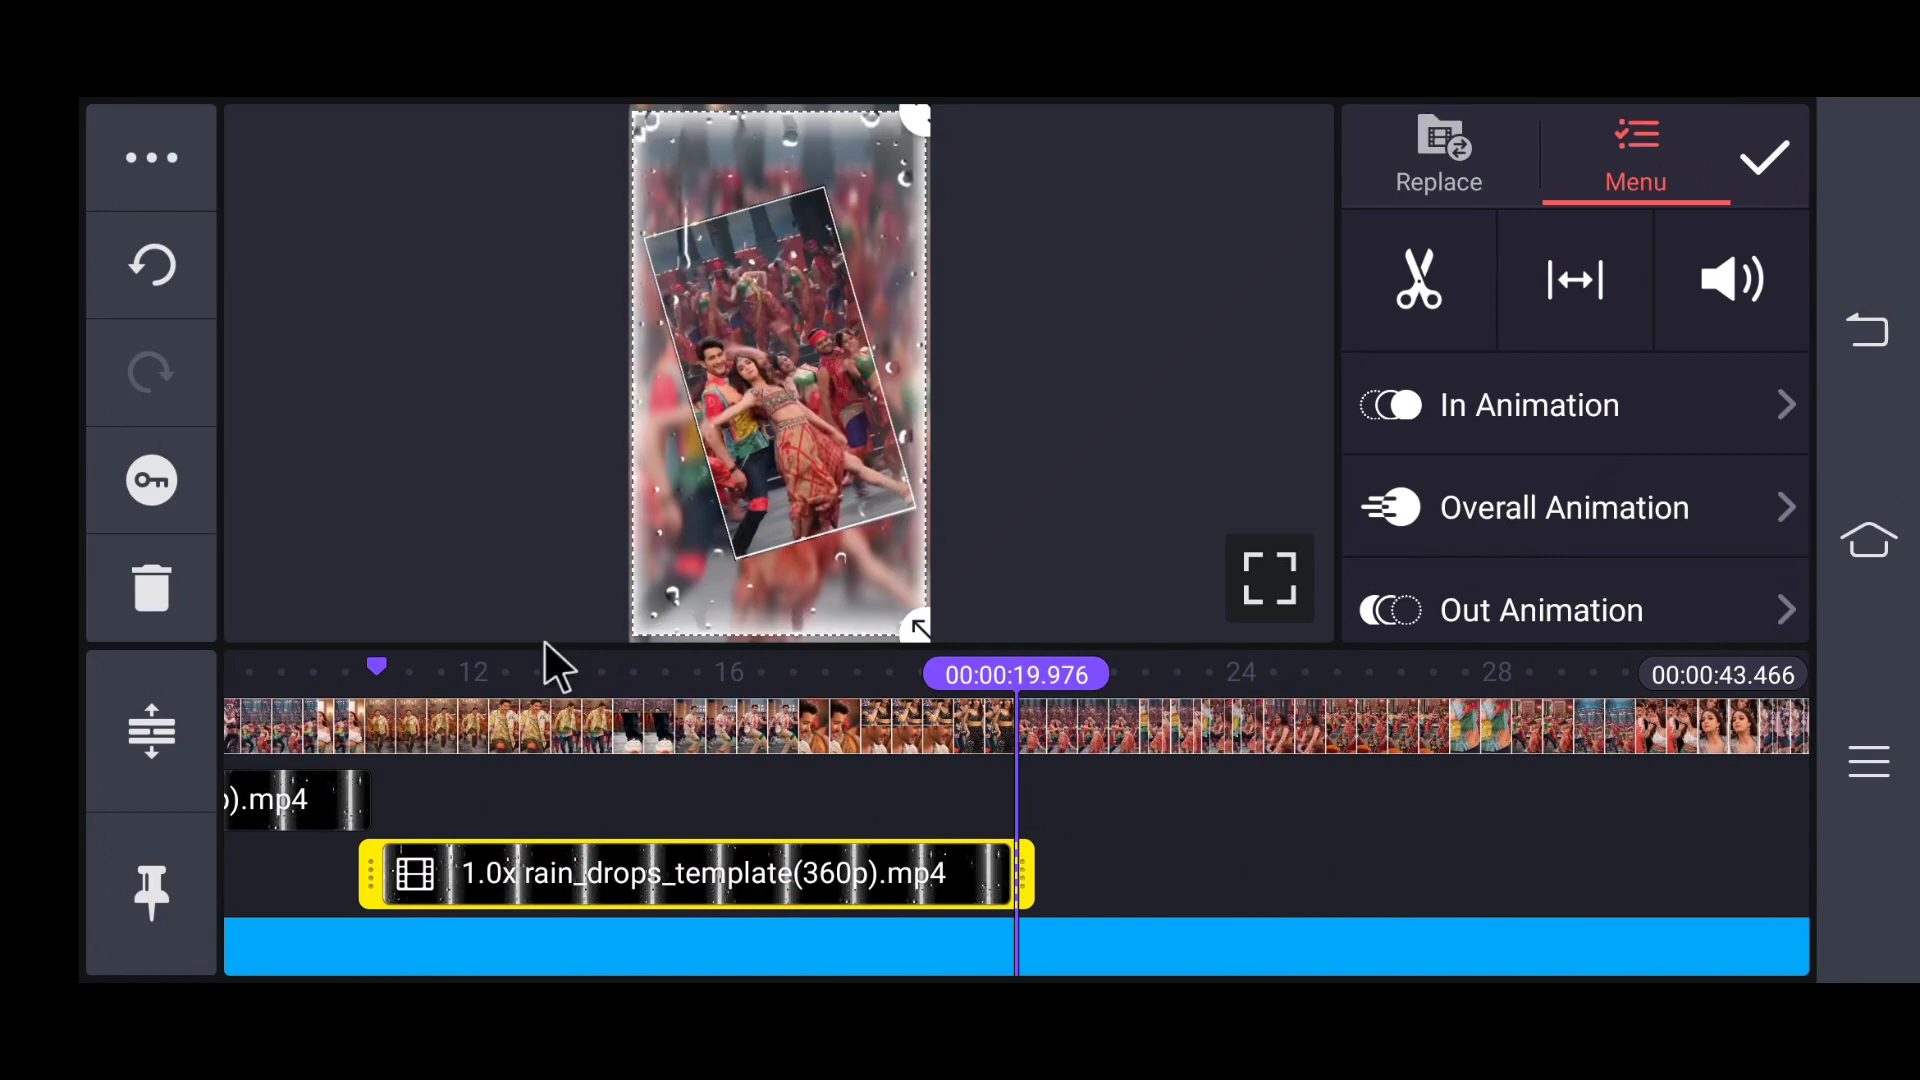 Replace
Menu
In Animation
Overall Animation
Out Animation
12
16
00:00:19.976
24
28
00:00:43.466
).mp4
1.0x rain_drops_template(360p).mp4